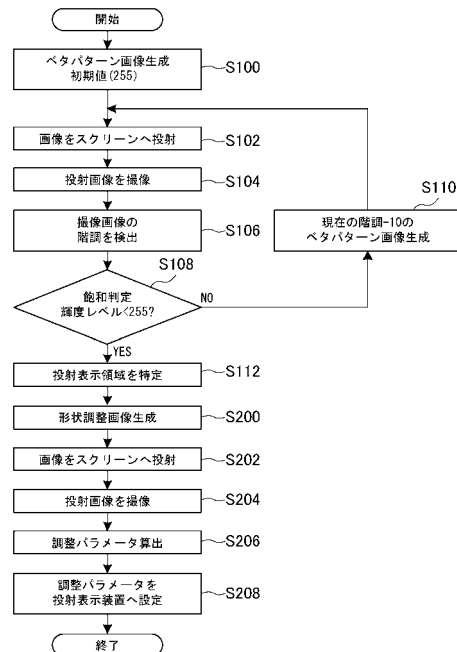 開始
ベタパターン画像生成
初期値(255)
S100
画像をスクリーンへ投射
S102
投射画像を撮像
S104
撮像画像の
階調を検出
S106
S110
現在の階調-10の
ベタパターン画像生成
S108
飽和判定
輝度レベル<255?
NO
YES
投射表示領域を特定
S112
形状調整画像生成
S200
画像をスクリーンへ投射
S202
投射画像を撮像
S204
調整パラメータ算出
S206
調整パラメータを
投射表示装置へ設定
S208
終了